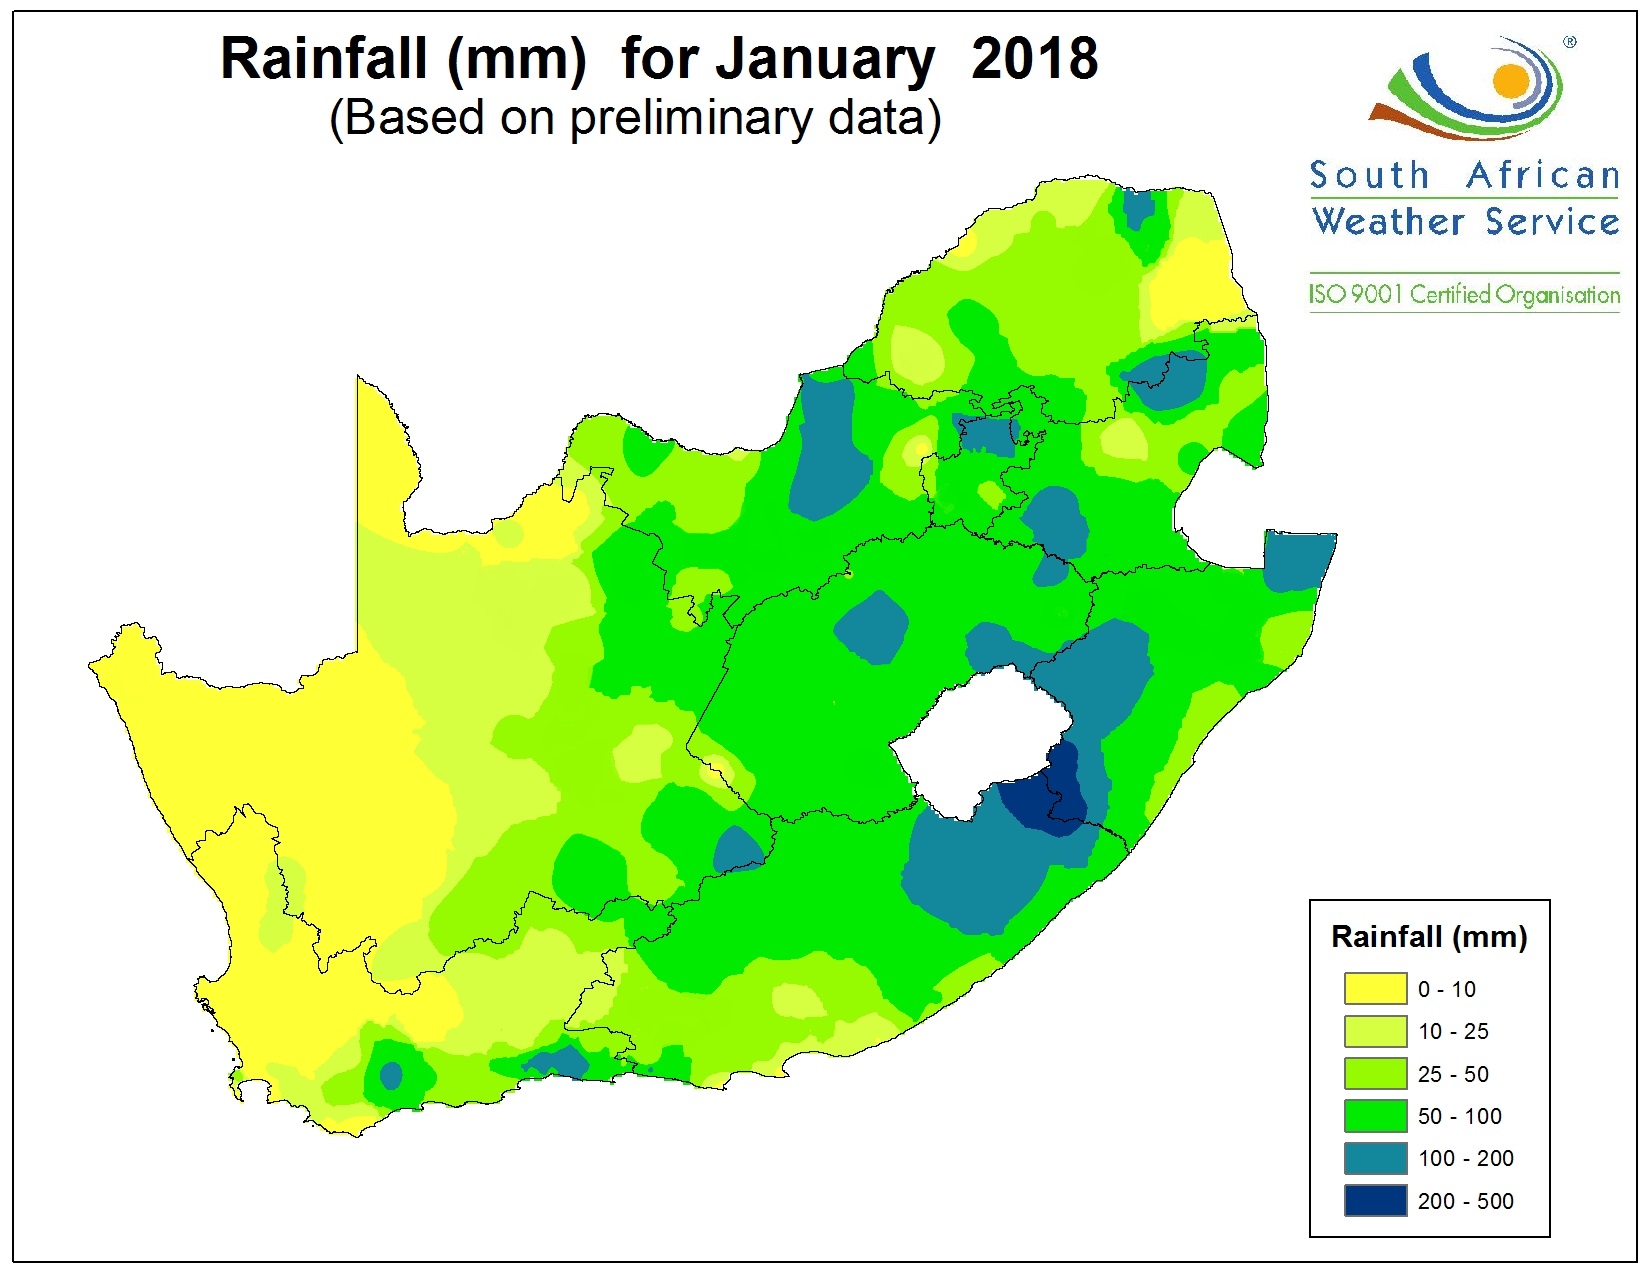 Rainfall (mm) for January 2018
(Based on preliminary data)
®
South African
Weather Service
ISO 9001 Certified Organisation
Rainfall (mm)
0 - 10
10 - 25
25 - 50
50 - 100
100 - 200
200 - 500